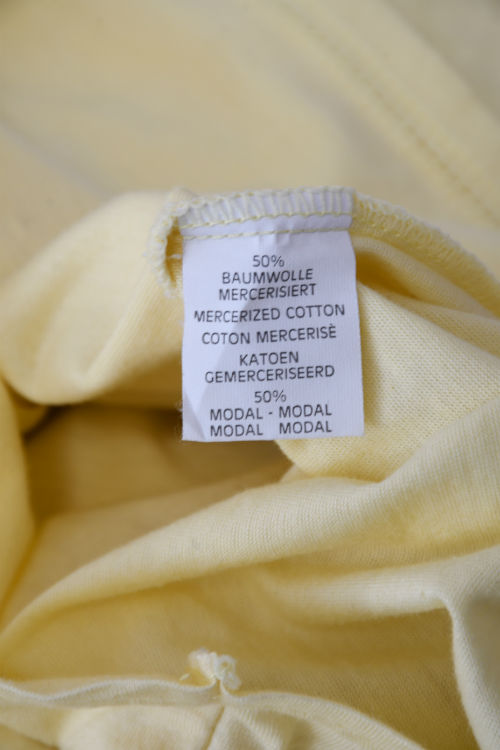 50%
BAUMWOLLE
MERCERISIERT
MERCERIZED COTTON
COTON MERCERISÈ
KATOEN
GEMERCERISEERD
50%
MODAL - MODAL
MODAL MODAL